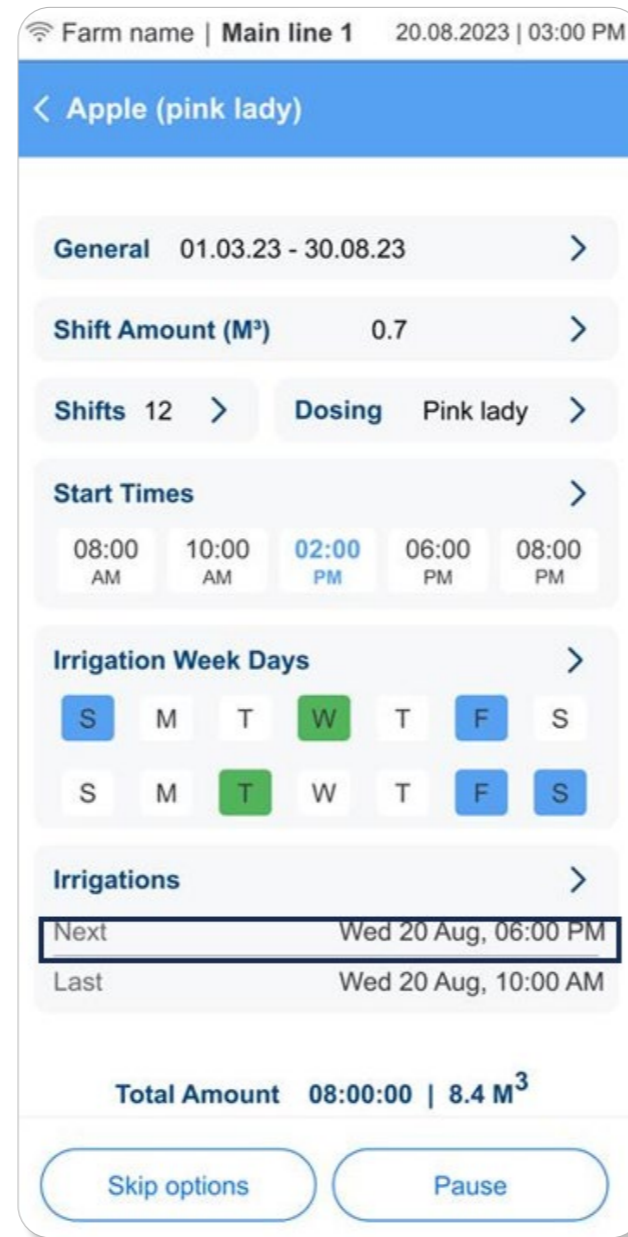 Farm name | Main line 1 20.08.2023 | 03:00 PM
< Apple (pink lady)
General 01.03.23 - 30.08.23 >
Shift Amount (M³) 0.7 >
Shifts 12 > Dosing Pink lady >
Start Times >
08:00 10:00 02:00 06:00 08:00
AM AM PM PM PM
Irrigation Week Days >
S M T W T F S
S M T W T F S
Irrigations >
Next Wed 20 Aug, 06:00 PM
Last Wed 20 Aug, 10:00 AM
Total Amount 08:00:00 | 8.4 M³
Skip options Pause